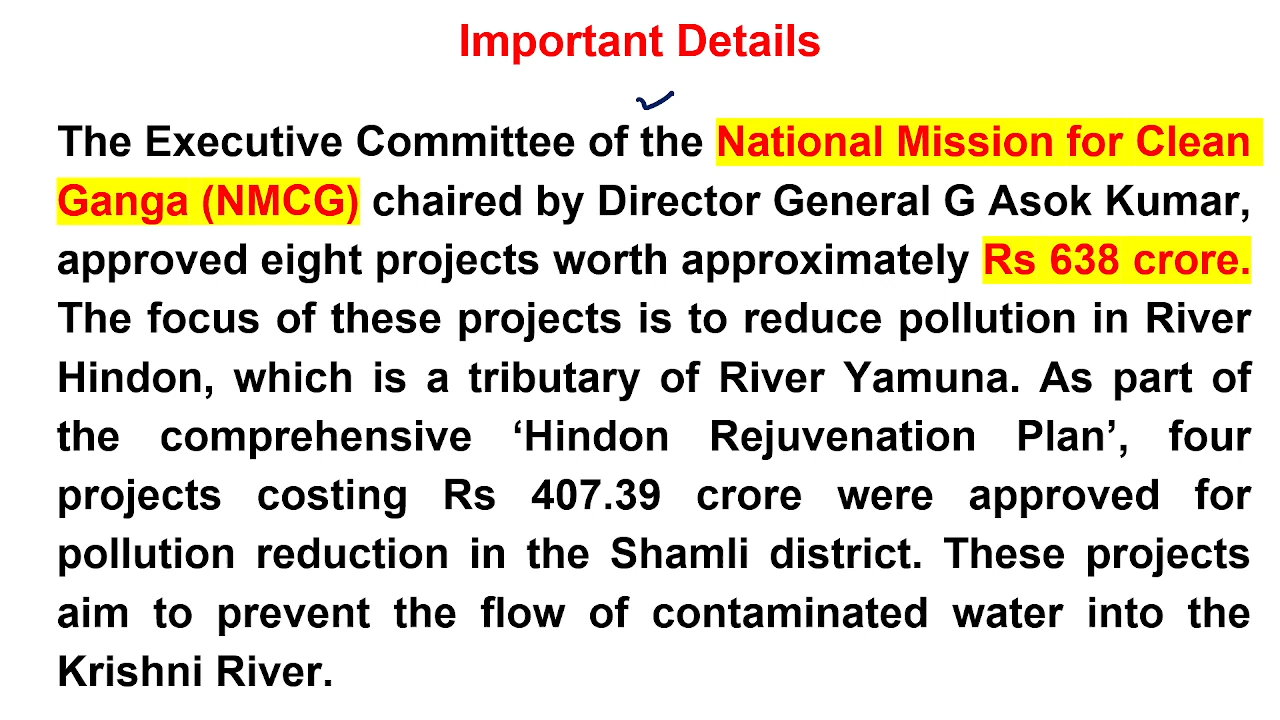 Important Details
The Executive Committee of the National Mission for Clean
Ganga (NMCG) chaired by Director General G Asok Kumar,
approved eight projects worth approximately Rs 638 crore.
The focus of these projects is to reduce pollution in River
Hindon, which is a tributary of River Yamuna. As part of
the comprehensive ‘Hindon Rejuvenation Plan’, four
projects costing Rs 407.39 crore were approved for
pollution reduction in the Shamli district. These projects
aim to prevent the flow of contaminated water into the
Krishni River.